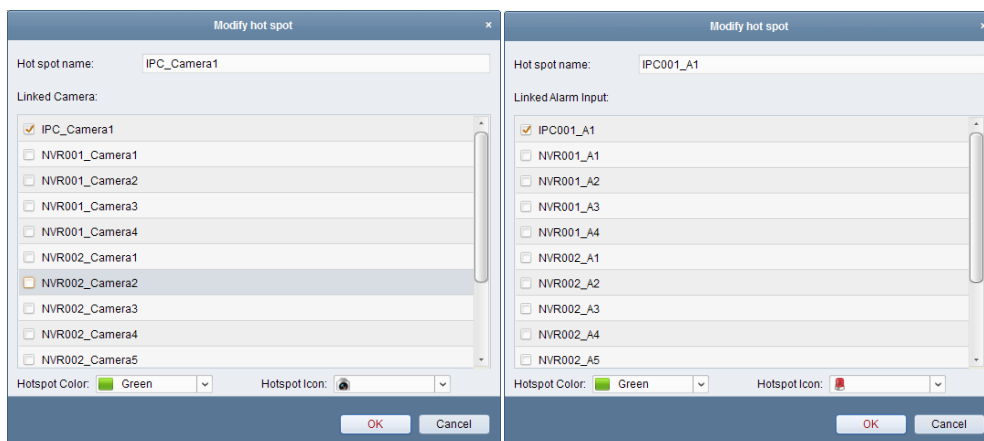 Modify hot spot ×
Hot spot name: IPC_Camera1
Linked Camera:
IPC_Camera1
NVR001_Camera1
NVR001_Camera2
NVR001_Camera3
NVR001_Camera4
NVR002_Camera1
NVR002_Camera2
NVR002_Camera3
NVR002_Camera4
NVR002_Camera5
Hotspot Color: Green Hotspot Icon:
OK Cancel
Modify hot spot ×
Hot spot name: IPC001_A1
Linked Alarm Input:
IPC001_A1
NVR001_A1
NVR001_A2
NVR001_A3
NVR001_A4
NVR002_A1
NVR002_A2
NVR002_A3
NVR002_A4
NVR002_A5
Hotspot Color: Green Hotspot Icon:
OK Cancel